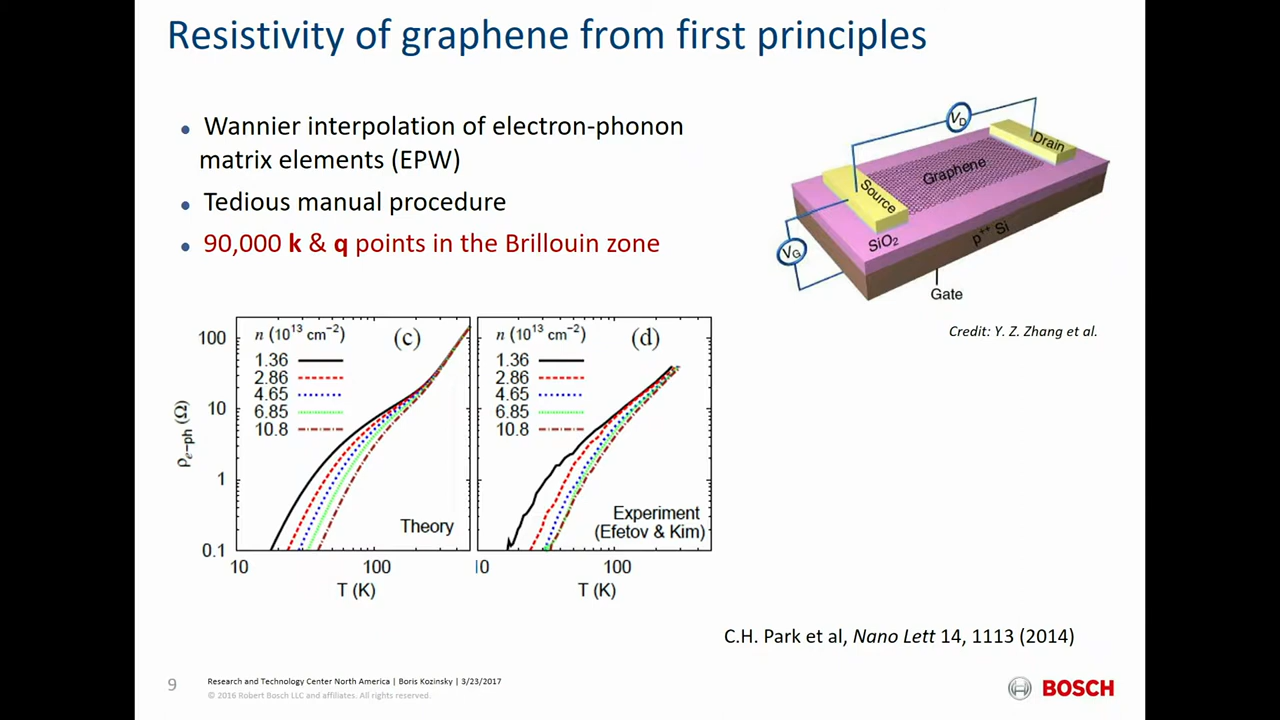 Resistivity of graphene from first principles
• Wannier interpolation of electron-phonon
matrix elements (EPW)
• Tedious manual procedure
• 90,000 k & q points in the Brillouin zone
VD
Drain
Graphene
Source
SiO2
p++ Si
VG
Gate
Credit: Y. Z. Zhang et al.
n (10^13 cm^-2)
1.36
2.86
4.65
6.85
10.8
(c)
Theory
100
10
1
0.1
ρe-ph (Ω)
10 100
T (K)
n (10^13 cm^-2)
1.36
2.86
4.65
6.85
10.8
(d)
Experiment
(Efetov & Kim)
10 100
T (K)
C.H. Park et al, Nano Lett 14, 1113 (2014)
9
Research and Technology Center North America | Boris Kozinsky | 3/23/2017
© 2016 Robert Bosch LLC and affiliates. All rights reserved.
BOSCH